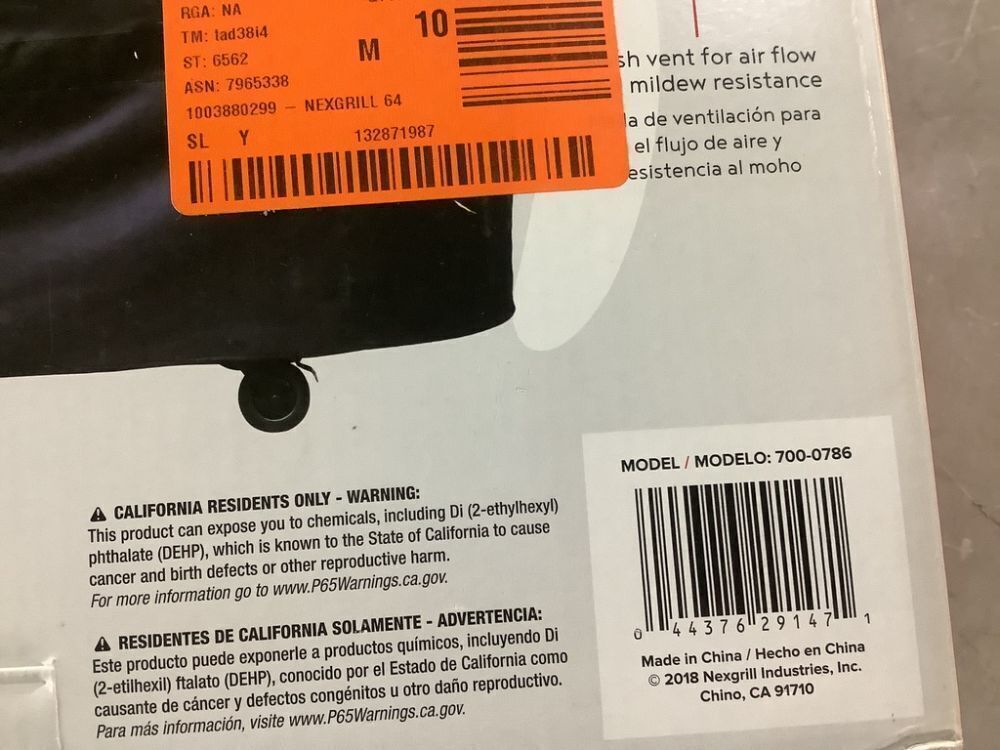 RGA: NA
TM: lad38i4
ST: 6562
ASN: 7965338
M
10
1003880299 - NEXGRILL 64
SL Y 132871987
sh vent for air flow
mildew resistance
la de ventilación para
el flujo de aire y
esistencia al moho
MODEL / MODELO: 700-0786
0 44376 29147 1
Made in China / Hecho en China
© 2018 Nexgrill Industries, Inc.
Chino, CA 91710
⚠ CALIFORNIA RESIDENTS ONLY - WARNING:
This product can expose you to chemicals, including Di (2-ethylhexyl)
phthalate (DEHP), which is known to the State of California to cause
cancer and birth defects or other reproductive harm.
For more information go to www.P65Warnings.ca.gov.
⚠ RESIDENTES DE CALIFORNIA SOLAMENTE - ADVERTENCIA:
Este producto puede exponerle a productos químicos, incluyendo Di
(2-etilhexil) ftalato (DEHP), conocido por el Estado de California como
causante de cáncer y defectos congénitos u otro daño reproductivo.
Para más información, visite www.P65Warnings.ca.gov.